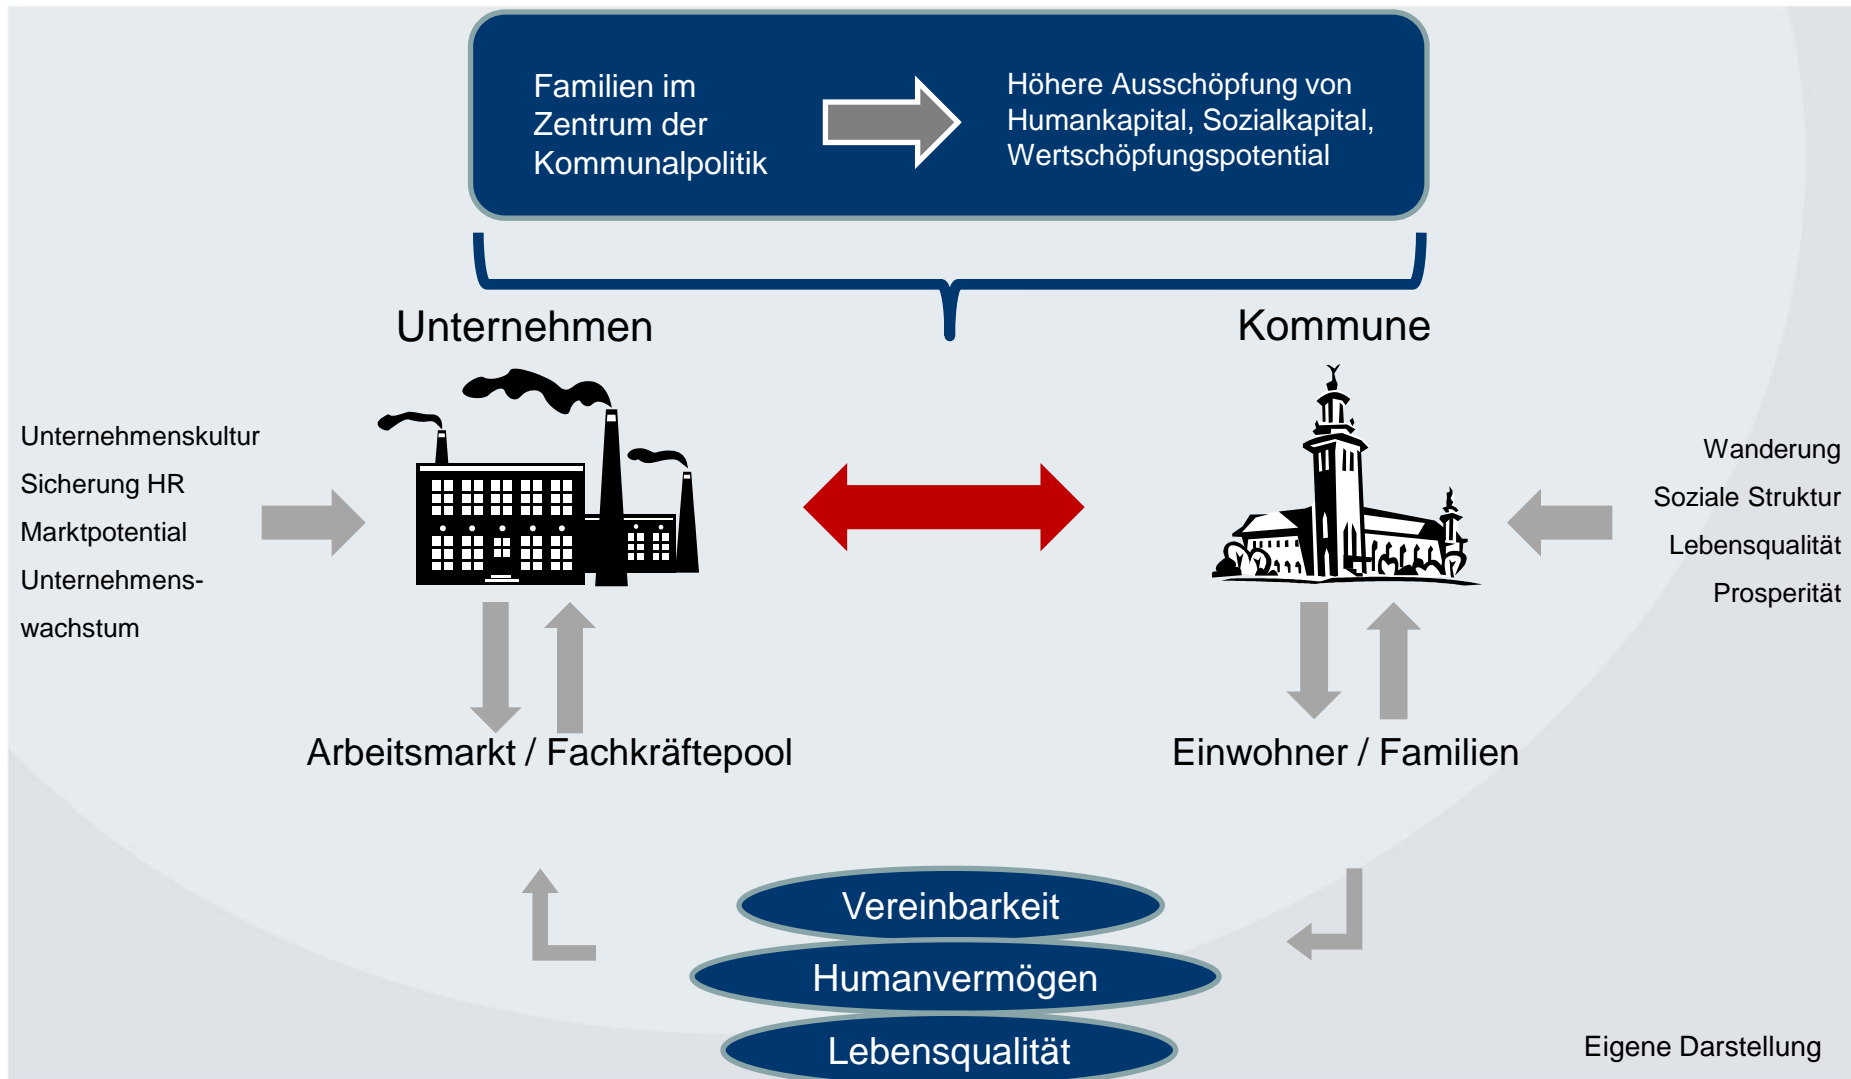 Familien im
Zentrum der
Kommunalpolitik
Höhere Ausschöpfung von
Humankapital, Sozialkapital,
Wertschöpfungspotential
Unternehmen
Kommune
Unternehmenskultur
Sicherung HR
Marktpotential
Unternehmens-
wachstum
Wanderung
Soziale Struktur
Lebensqualität
Prosperität
Arbeitsmarkt / Fachkräftepool
Einwohner / Familien
Vereinbarkeit
Humanvermögen
Lebensqualität
Eigene Darstellung